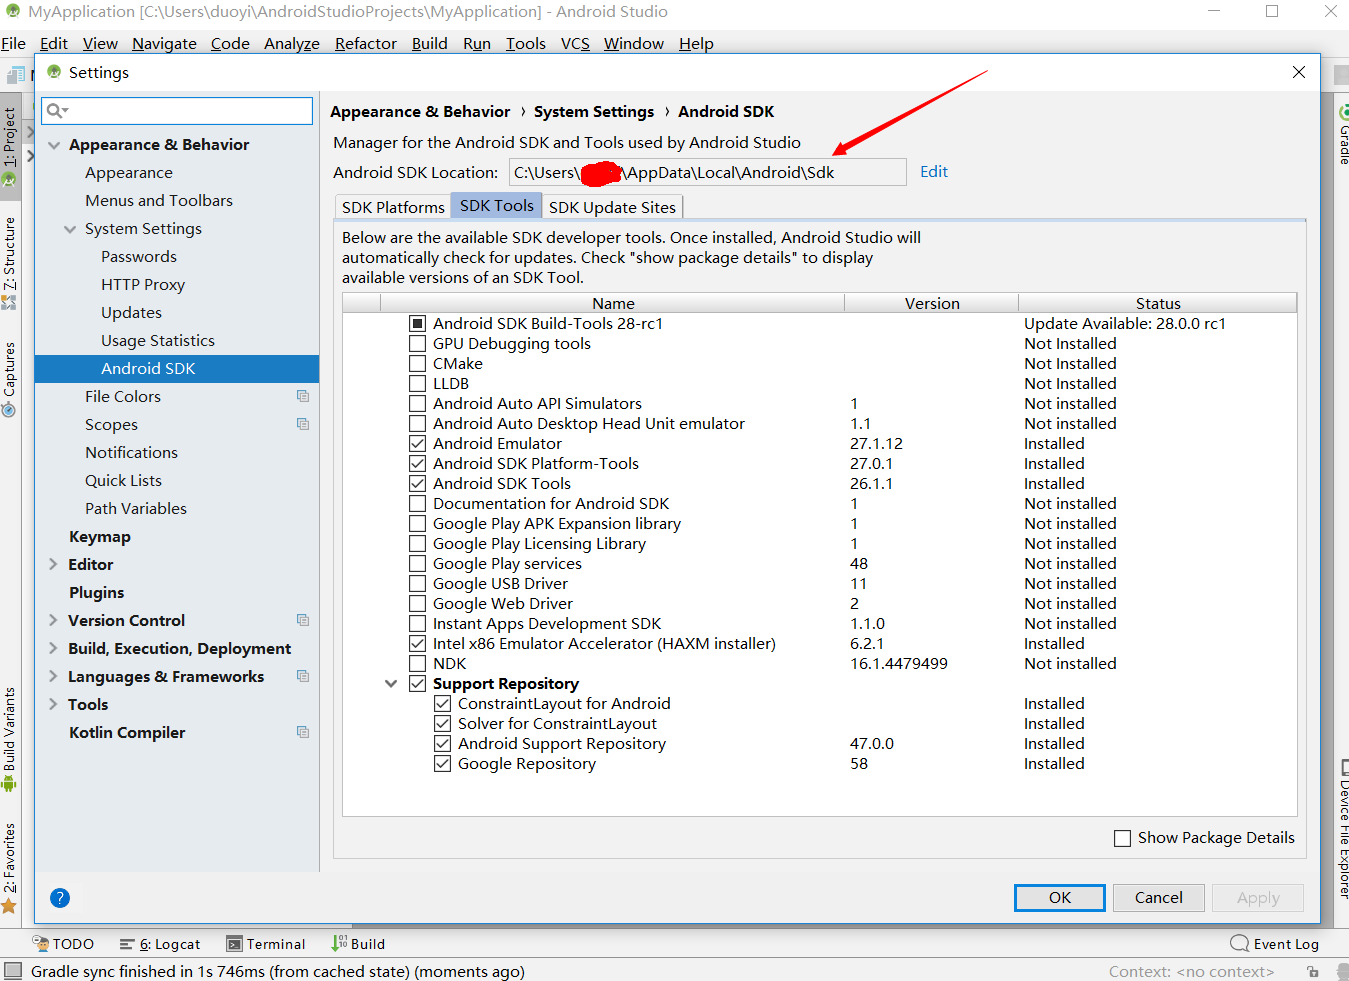 MyApplication [C:\Users\duoyi\AndroidStudioProjects\MyApplication] - Android Studio
File Edit View Navigate Code Analyze Refactor Build Run Tools VCS Window Help
Settings
Appearance & Behavior
Appearance
Menus and Toolbars
System Settings
Passwords
HTTP Proxy
Updates
Usage Statistics
Android SDK
File Colors
Scopes
Notifications
Quick Lists
Path Variables
Keymap
Editor
Plugins
Version Control
Build, Execution, Deployment
Languages & Frameworks
Tools
Kotlin Compiler
Appearance & Behavior › System Settings › Android SDK
Manager for the Android SDK and Tools used by Android Studio
Android SDK Location: C:\Users\ \AppData\Local\Android\Sdk Edit
SDK Platforms SDK Tools SDK Update Sites
Below are the available SDK developer tools. Once installed, Android Studio will
automatically check for updates. Check "show package details" to display
available versions of an SDK Tool.
Name Version Status
Android SDK Build-Tools 28-rc1 Update Available: 28.0.0 rc1
GPU Debugging tools Not Installed
CMake Not Installed
LLDB Not Installed
Android Auto API Simulators 1 Not installed
Android Auto Desktop Head Unit emulator 1.1 Not installed
Android Emulator 27.1.12 Installed
Android SDK Platform-Tools 27.0.1 Installed
Android SDK Tools 26.1.1 Installed
Documentation for Android SDK 1 Not installed
Google Play APK Expansion library 1 Not installed
Google Play Licensing Library 1 Not installed
Google Play services 48 Not installed
Google USB Driver 11 Not installed
Google Web Driver 2 Not installed
Instant Apps Development SDK 1.1.0 Not installed
Intel x86 Emulator Accelerator (HAXM installer) 6.2.1 Installed
NDK 16.1.4479499 Not installed
Support Repository
ConstraintLayout for Android Installed
Solver for ConstraintLayout Installed
Android Support Repository 47.0.0 Installed
Google Repository 58 Installed
Show Package Details
OK Cancel Apply
1: Project
Z: Structure
Captures
Build Variants
2: Favorites
Gradle
Device File Explorer
TODO 6: Logcat Terminal Build Event Log
Gradle sync finished in 1s 746ms (from cached state) (moments ago) Context: <no context>